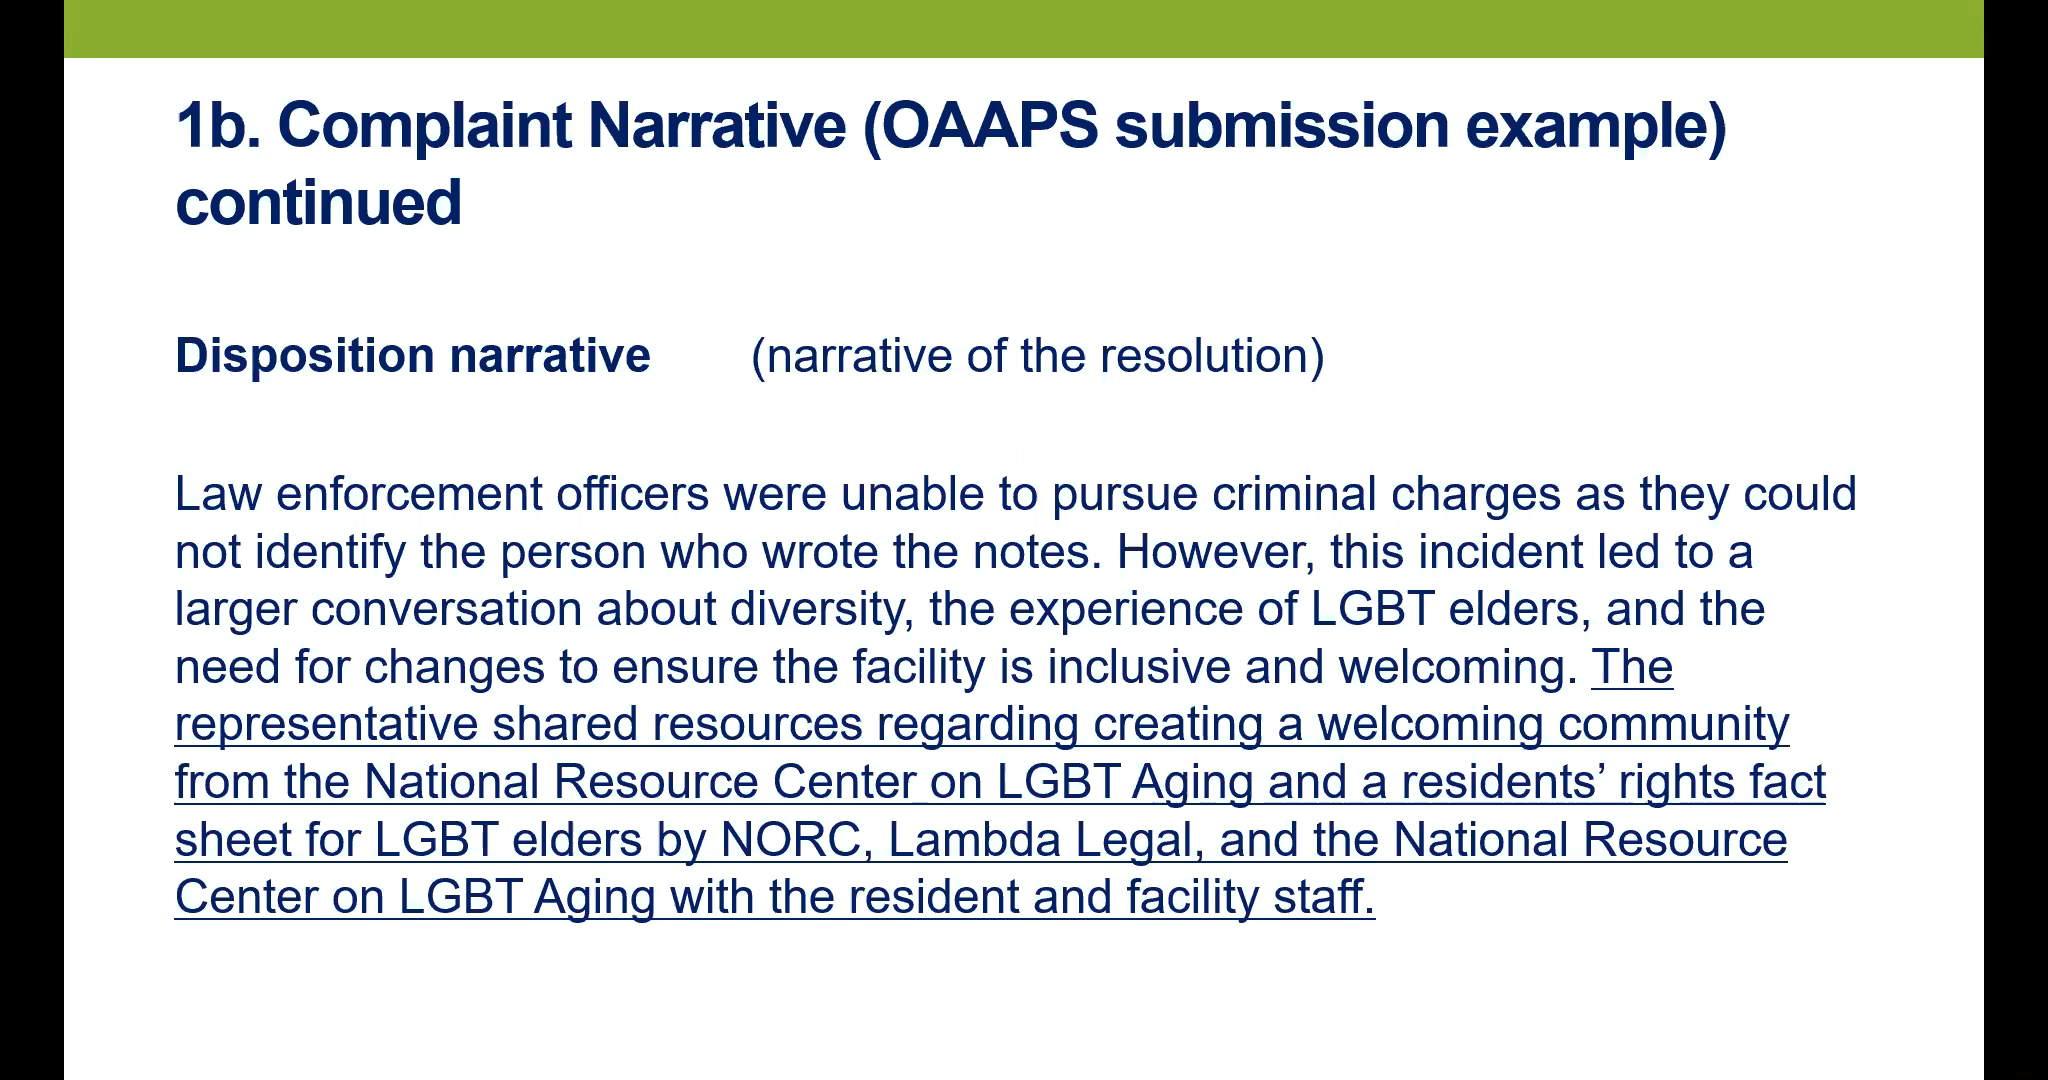 1b. Complaint Narrative (OAAPS submission example)
continued
Disposition narrative (narrative of the resolution)
Law enforcement officers were unable to pursue criminal charges as they could
not identify the person who wrote the notes. However, this incident led to a
larger conversation about diversity, the experience of LGBT elders, and the
need for changes to ensure the facility is inclusive and welcoming. The
representative shared resources regarding creating a welcoming community
from the National Resource Center on LGBT Aging and a residents’ rights fact
sheet for LGBT elders by NORC, Lambda Legal, and the National Resource
Center on LGBT Aging with the resident and facility staff.